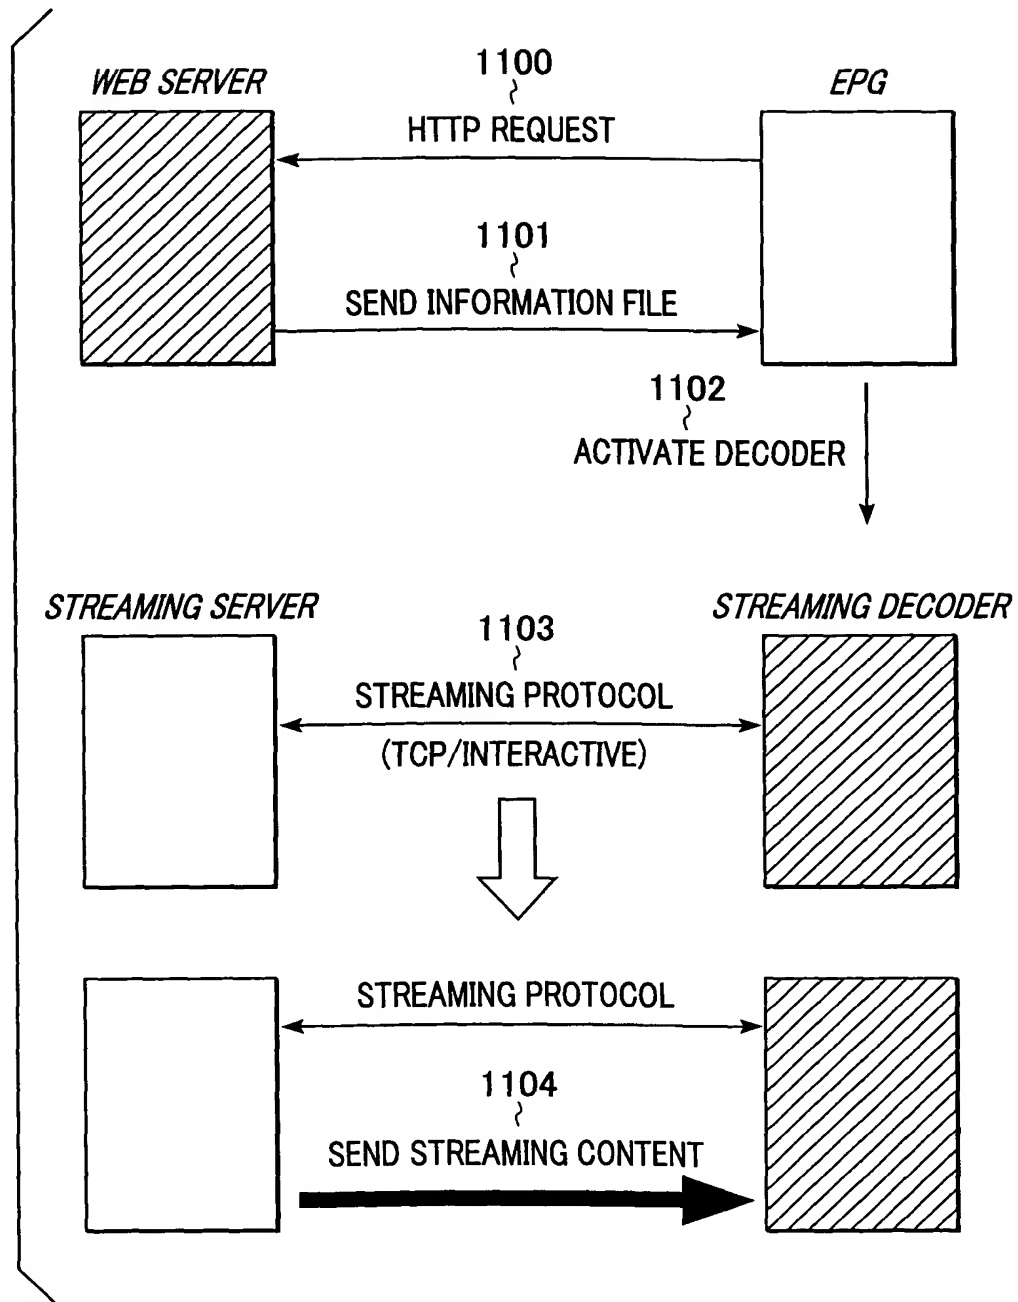 WEB SERVER
1100
EPG
HTTP REQUEST
1101
SEND INFORMATION FILE
1102
ACTIVATE DECODER
STREAMING SERVER
STREAMING DECODER
1103
STREAMING PROTOCOL
(TCP/INTERACTIVE)
STREAMING PROTOCOL
1104
SEND STREAMING CONTENT